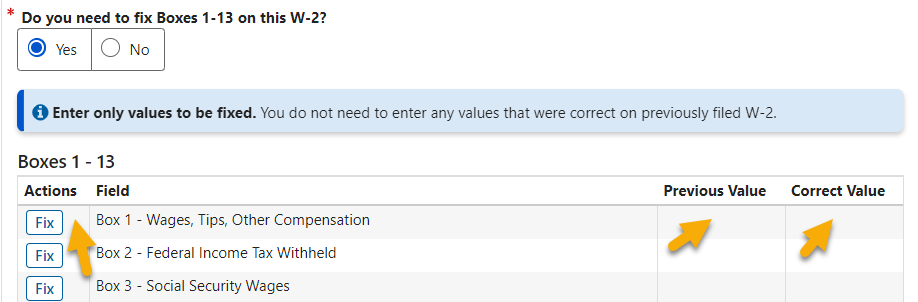 * Do you need to fix Boxes 1-13 on this W-2?
Yes No
Enter only values to be fixed. You do not need to enter any values that were correct on previously filed W-2.
Boxes 1 - 13
Actions Field Previous Value Correct Value
Fix Box 1 - Wages, Tips, Other Compensation
Fix Box 2 - Federal Income Tax Withheld
Fix Box 3 - Social Security Wages